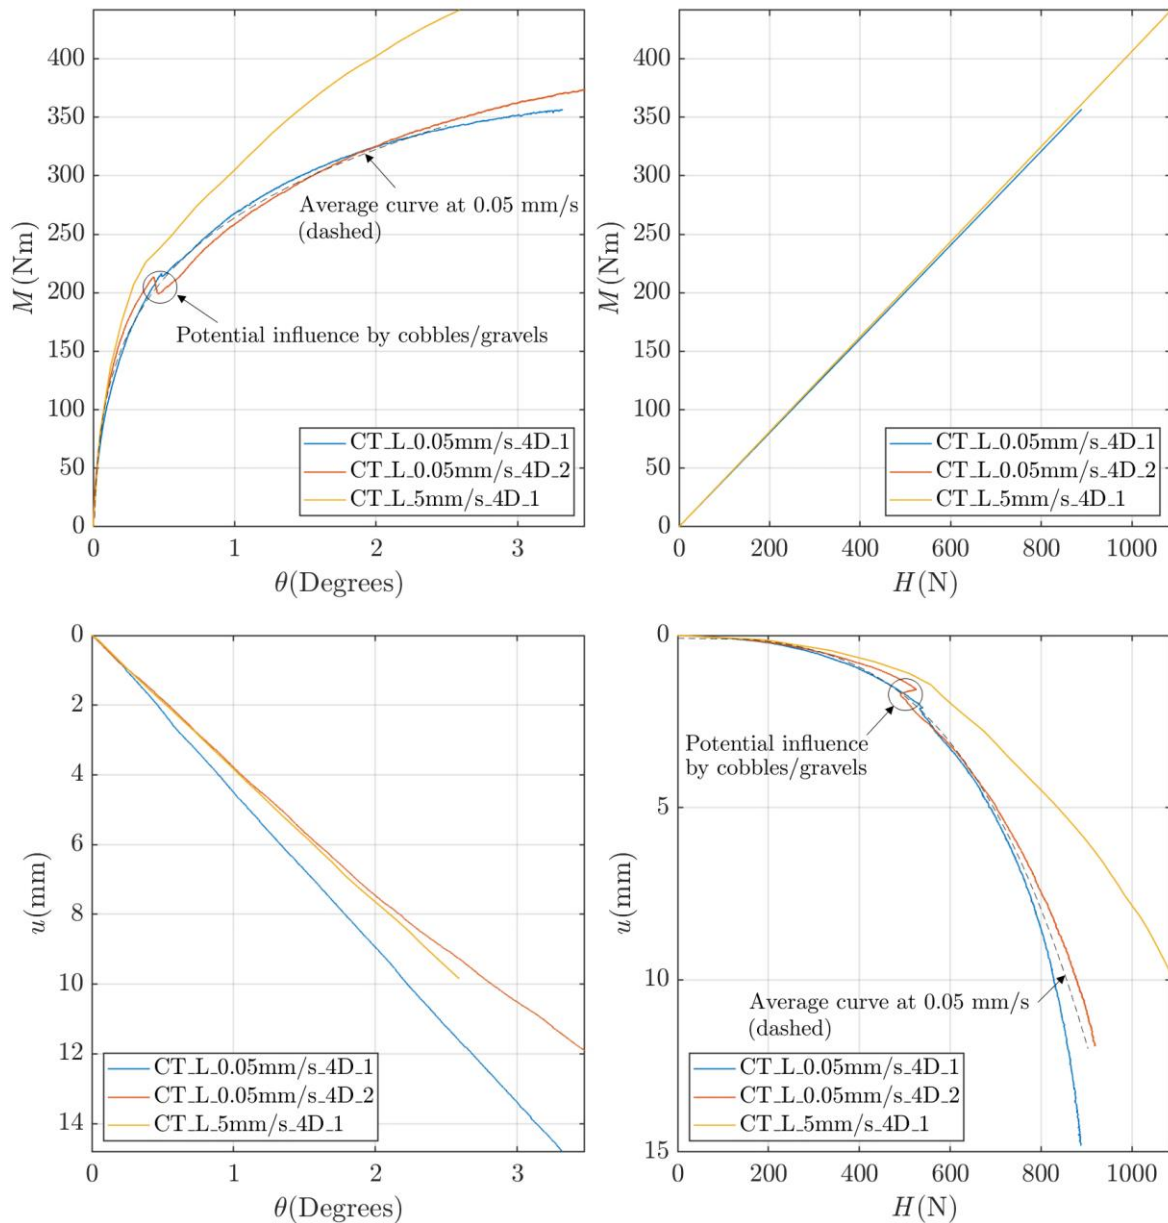 400
350
300
250
200
150
100
50
0
M(Nm)
Average curve at 0.05 mm/s
(dashed)
Potential influence by cobbles/gravels
CT_L_0.05mm/s_4D_1
CT_L_0.05mm/s_4D_2
CT_L_5mm/s_4D_1
0 1 2 3
θ(Degrees)
400
350
300
250
200
150
100
50
0
M(Nm)
CT_L_0.05mm/s_4D_1
CT_L_0.05mm/s_4D_2
CT_L_5mm/s_4D_1
0 200 400 600 800 1000
H(N)
0
2
4
6
8
10
12
14
u(mm)
CT_L_0.05mm/s_4D_1
CT_L_0.05mm/s_4D_2
CT_L_5mm/s_4D_1
0 1 2 3
θ(Degrees)
0
5
10
15
u(mm)
Potential influence
by cobbles/gravels
Average curve at 0.05 mm/s
(dashed)
CT_L_0.05mm/s_4D_1
CT_L_0.05mm/s_4D_2
CT_L_5mm/s_4D_1
0 200 400 600 800 1000
H(N)